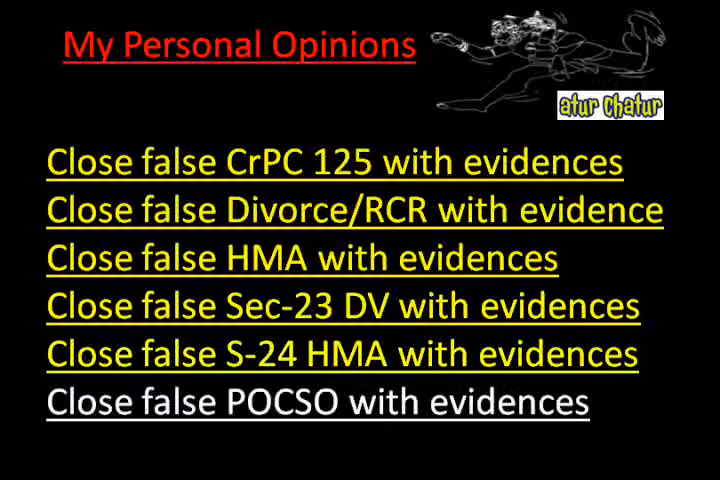 My Personal Opinions
atur Chatur
Close false CrPC 125 with evidences
Close false Divorce/RCR with evidence
Close false HMA with evidences
Close false Sec-23 DV with evidences
Close false S-24 HMA with evidences
Close false POCSO with evidences